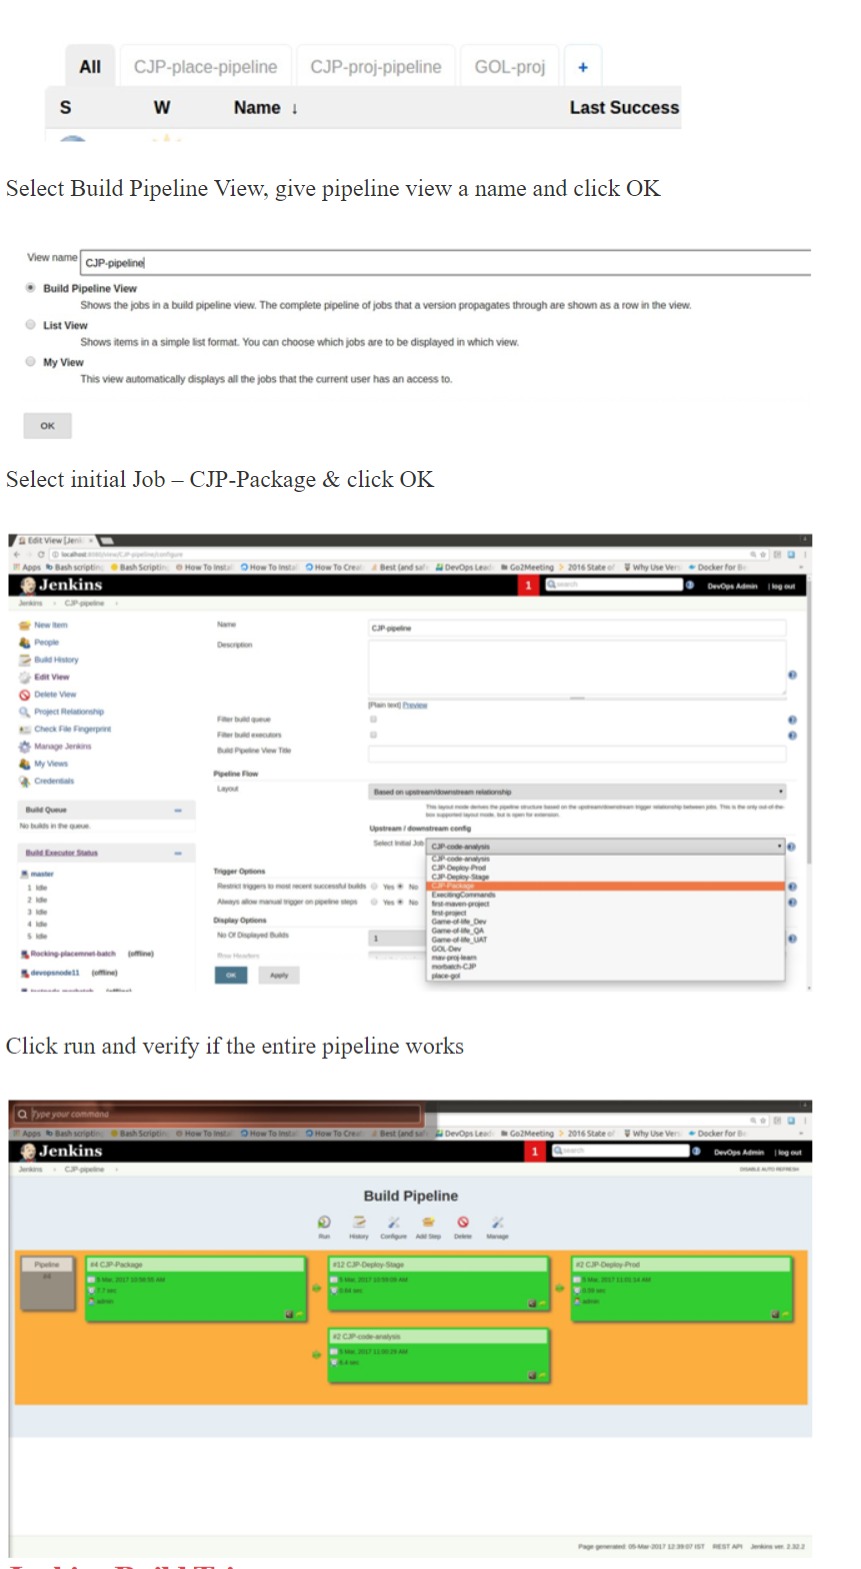 All CJP-place-pipeline CJP-proj-pipeline GOL-proj +
S W Name ↓ Last Success
Select Build Pipeline View, give pipeline view a name and click OK
View name CJP-pipeline
Build Pipeline View
Shows the jobs in a build pipeline view. The complete pipeline of jobs that a version propagates through are shown as a row in the view.
List View
Shows items in a simple list format. You can choose which jobs are to be displayed in which view.
My View
This view automatically displays all the jobs that the current user has an access to.
OK
Select initial Job – CJP-Package & click OK
Edit View [Jen
localhost:8080/view/CJP-pipeline/configure
Apps Bash scripting Bash Scripting How To Instal How To Instal How To Creat Best (and saf DevOps Lead Go2Meeting 2016 State of Why Use Ver Docker for B
Jenkins 1 search DevOps Admin | log out
Jenkins CJP-pipeline
New Item
People
Build History
Edit View
Delete View
Project Relationship
Check File Fingerprint
Manage Jenkins
My Views
Credentials
Build Queue
No builds in the queue.
Build Executor Status
master
1 Idle
2 Idle
3 Idle
4 Idle
5 Idle
Rocking-placemnet-batch (offline)
devopsnode11 (offline)
Name CJP-pipeline
Description
[Plain text] Preview
Filter build queue
Filter build executors
Build Pipeline View Title
Pipeline Flow
Layout Based on upstream/downstream relationship
This layout mode derives the pipeline structure based on the upstream/downstream trigger relationship between jobs. This is the only out-of-the-
box supported layout mode, but is open for extension.
Upstream / downstream config
Select Initial Job CJP-code-analysis
CJP-code-analysis
CJP-Deploy-Prod
CJP-Deploy-Stage
CJP-Package
ExecitingCommands
first-maven-project
first-project
Game-of-life_Dev
Game-of-life_QA
Game-of-life_UAT
GOL-Dev
mav-proj-learn
morbatch-CJP
place-gol
Trigger Options
Restrict triggers to most recent successful builds Yes No
Always allow manual trigger on pipeline steps Yes No
Display Options
No Of Displayed Builds 1
Row Headers
OK Apply
Click run and verify if the entire pipeline works
Type your command
Apps Bash scripting Bash Scripting How To Instal How To Instal How To Creat Best (and saf DevOps Lead Go2Meeting 2016 State of Why Use Ver Docker for B
Jenkins 1 search DevOps Admin | log out
Jenkins CJP-pipeline DISABLE AUTO REFRESH
Build Pipeline
Run History Configure Add Step Delete Manage
Pipeline
#4
#4 CJP-Package
5 Mar, 2017 10:58:55 AM
7.7 sec
admin
#12 CJP-Deploy-Stage
5 Mar, 2017 10:59:09 AM
0.64 sec
#2 CJP-Deploy-Prod
5 Mar, 2017 11:01:14 AM
0.59 sec
admin
#2 CJP-code-analysis
5 Mar, 2017 11:00:29 AM
6.4 sec
Page generated: 05-Mar-2017 12:39:07 IST REST API Jenkins ver. 2.32.2